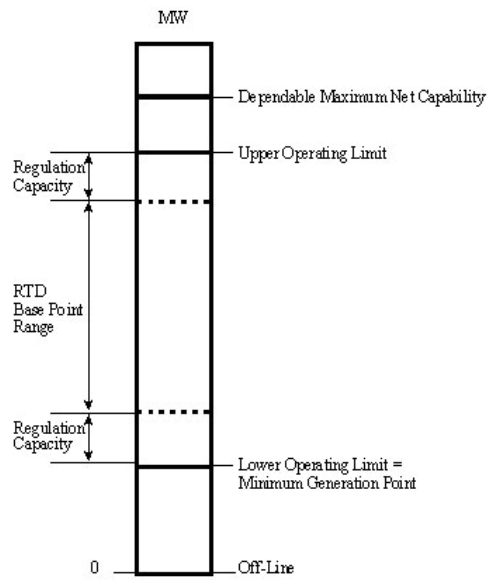 MW
Dependable Maximum Net Capability
Upper Operating Limit
Regulation
Capacity
RTD
Base Point
Range
Regulation
Capacity
Lower Operating Limit =
Minimum Generation Point
0
Off-Line